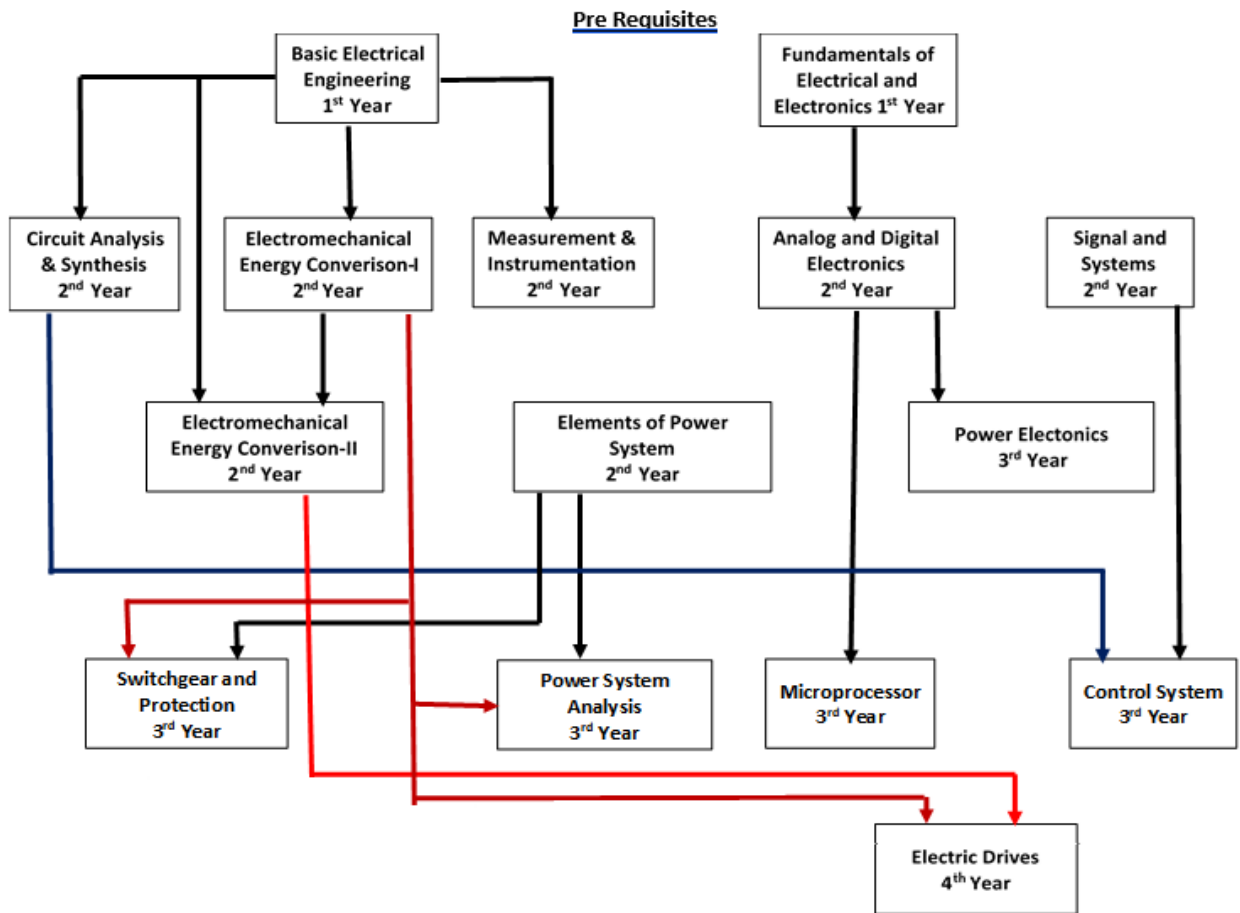 Pre Requisites
Basic Electrical
Engineering
1st Year
Fundamentals of
Electrical and
Electronics 1st Year
Circuit Analysis
& Synthesis
2nd Year
Electromechanical
Energy Converison-I
2nd Year
Measurement &
Instrumentation
2nd Year
Analog and Digital
Electronics
2nd Year
Signal and
Systems
2nd Year
Electromechanical
Energy Converison-II
2nd Year
Elements of Power
System
2nd Year
Power Electonics
3rd Year
Switchgear and
Protection
3rd Year
Power System
Analysis
3rd Year
Microprocessor
3rd Year
Control System
3rd Year
Electric Drives
4th Year